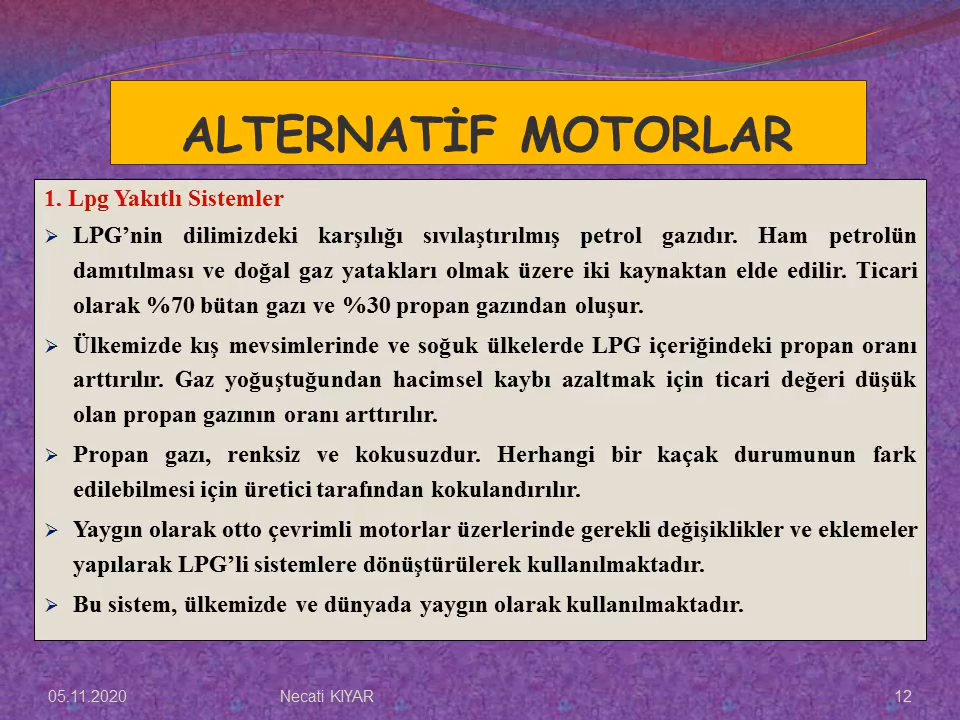 ALTERNATİF MOTORLAR
1. Lpg Yakıtlı Sistemler
➢ LPG’nin dilimizdeki karşılığı sıvılaştırılmış petrol gazıdır. Ham petrolün
damıtılması ve doğal gaz yatakları olmak üzere iki kaynaktan elde edilir. Ticari
olarak %70 bütan gazı ve %30 propan gazından oluşur.
➢ Ülkemizde kış mevsimlerinde ve soğuk ülkelerde LPG içeriğindeki propan oranı
arttırılır. Gaz yoğuştuğundan hacimsel kaybı azaltmak için ticari değeri düşük
olan propan gazının oranı arttırılır.
➢ Propan gazı, renksiz ve kokusuzdur. Herhangi bir kaçak durumunun fark
edilebilmesi için üretici tarafından kokulandırılır.
➢ Yaygın olarak otto çevrimli motorlar üzerlerinde gerekli değişiklikler ve eklemeler
yapılarak LPG’li sistemlere dönüştürülerek kullanılmaktadır.
➢ Bu sistem, ülkemizde ve dünyada yaygın olarak kullanılmaktadır.
05.11.2020 Necati KIYAR 12